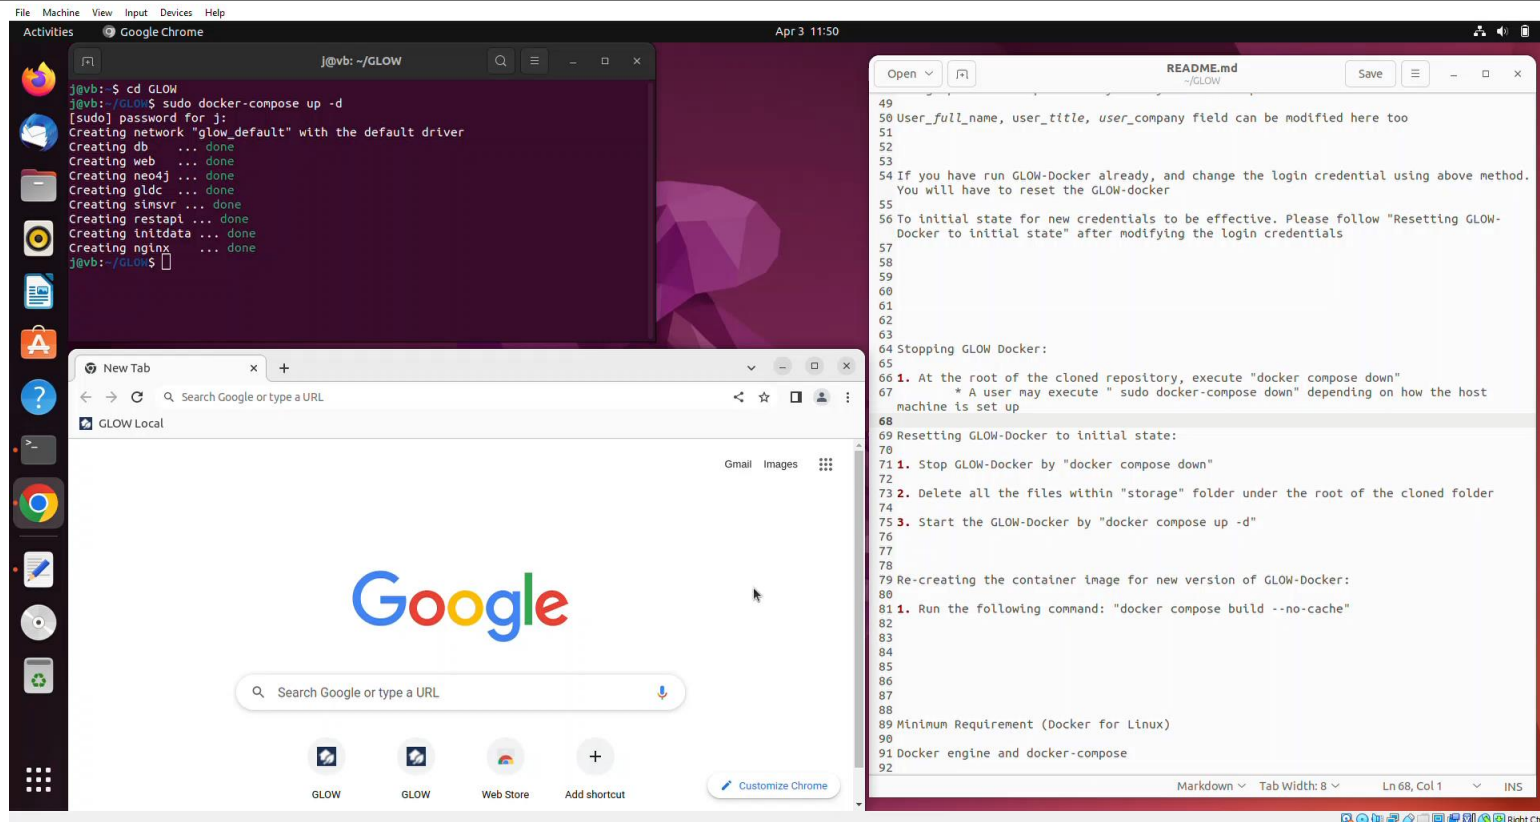 File Machine View Input Devices Help
Activities Google Chrome Apr 3 11:50
j@vb: ~/GLOW
j@vb:~$ cd GLOW
j@vb:~/GLOW$ sudo docker-compose up -d
[sudo] password for j:
Creating network "glow_default" with the default driver
Creating db ... done
Creating web ... done
Creating neo4j ... done
Creating gldc ... done
Creating simsvr ... done
Creating restapi ... done
Creating initdata ... done
Creating nginx ... done
j@vb:~/GLOW$
New Tab
Search Google or type a URL
GLOW Local
Gmail Images
Google
Search Google or type a URL
GLOW GLOW Web Store Add shortcut
Customize Chrome
Open README.md Save
~/GLOW
49
50 User_full_name, user_title, user_company field can be modified here too
51
52
53
54 If you have run GLOW-Docker already, and change the login credential using above method.
You will have to reset the GLOW-docker
55
56 To initial state for new credentials to be effective. Please follow "Resetting GLOW-
Docker to initial state" after modifying the login credentials
57
58
59
60
61
62
63
64 Stopping GLOW Docker:
65
66 1. At the root of the cloned repository, execute "docker compose down"
67 * A user may execute " sudo docker-compose down" depending on how the host
machine is set up
68
69 Resetting GLOW-Docker to initial state:
70
71 1. Stop GLOW-Docker by "docker compose down"
72
73 2. Delete all the files within "storage" folder under the root of the cloned folder
74
75 3. Start the GLOW-Docker by "docker compose up -d"
76
77
78
79 Re-creating the container image for new version of GLOW-Docker:
80
81 1. Run the following command: "docker compose build --no-cache"
82
83
84
85
86
87
88
89 Minimum Requirement (Docker for Linux)
90
91 Docker engine and docker-compose
92
Markdown Tab Width: 8 Ln 68, Col 1 INS
Right